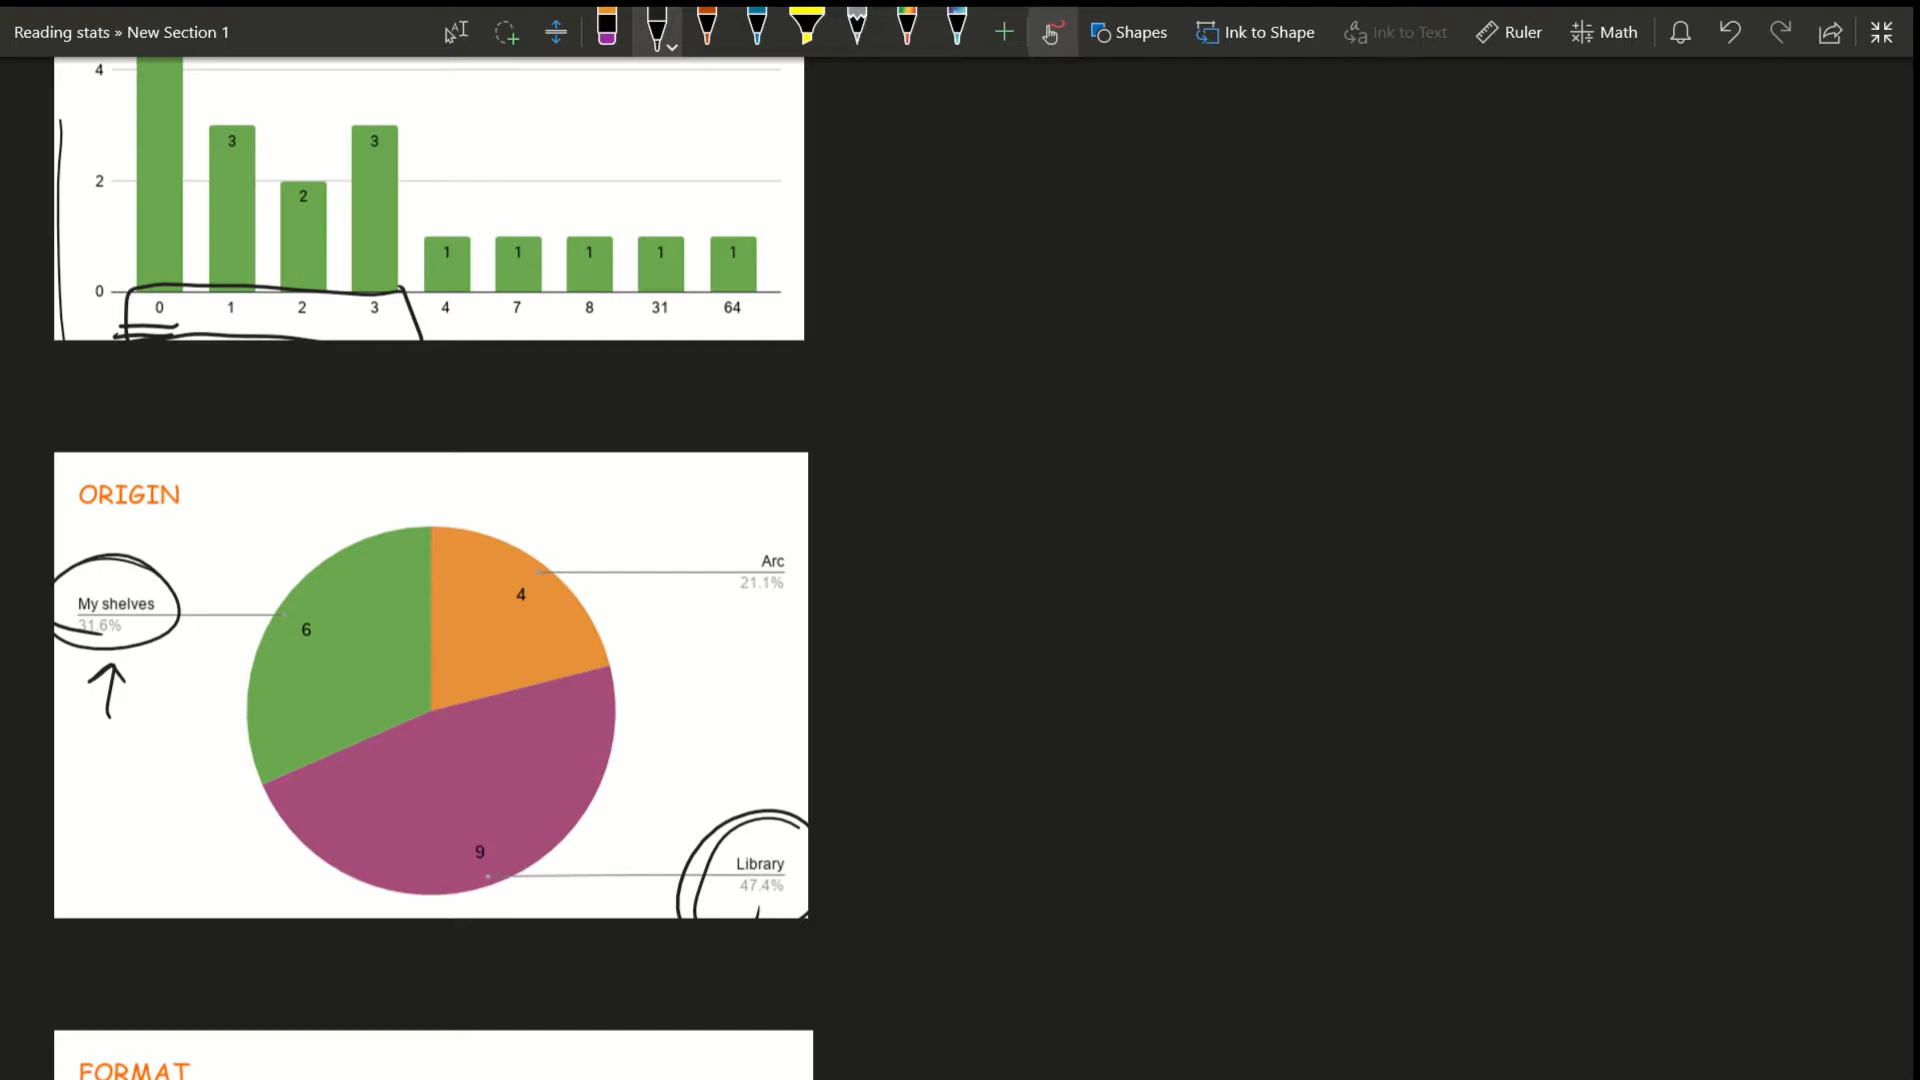 Reading stats » New Section 1
Shapes
Ink to Shape
Ink to Text
Ruler
Math
4
3
3
2
2
1
1
1
1
1
0
0 1 2 3 4 7 8 31 64
ORIGIN
Arc
21.1%
4
My shelves
31.6%
6
9
Library
47.4%
FORMAT